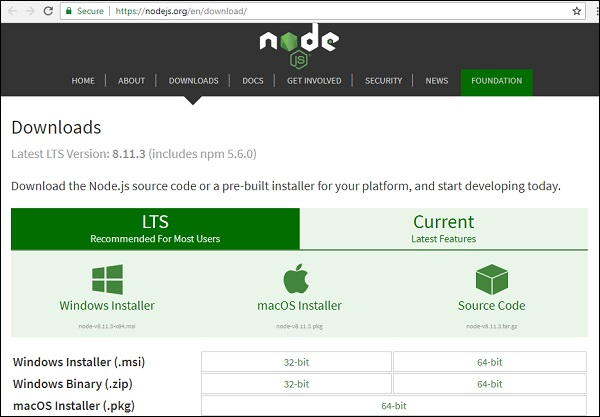 Secure https://nodejs.org/en/download/
node
JS
HOME ABOUT DOWNLOADS DOCS GET INVOLVED SECURITY NEWS FOUNDATION
Downloads
Latest LTS Version: 8.11.3 (includes npm 5.6.0)
Download the Node.js source code or a pre-built installer for your platform, and start developing today.
LTS
Recommended For Most Users
Current
Latest Features
Windows Installer
node-v8.11.3-x64.msi
macOS Installer
node-v8.11.3.pkg
Source Code
node-v8.11.3.tar.gz
Windows Installer (.msi) 32-bit 64-bit
Windows Binary (.zip) 32-bit 64-bit
macOS Installer (.pkg) 64-bit